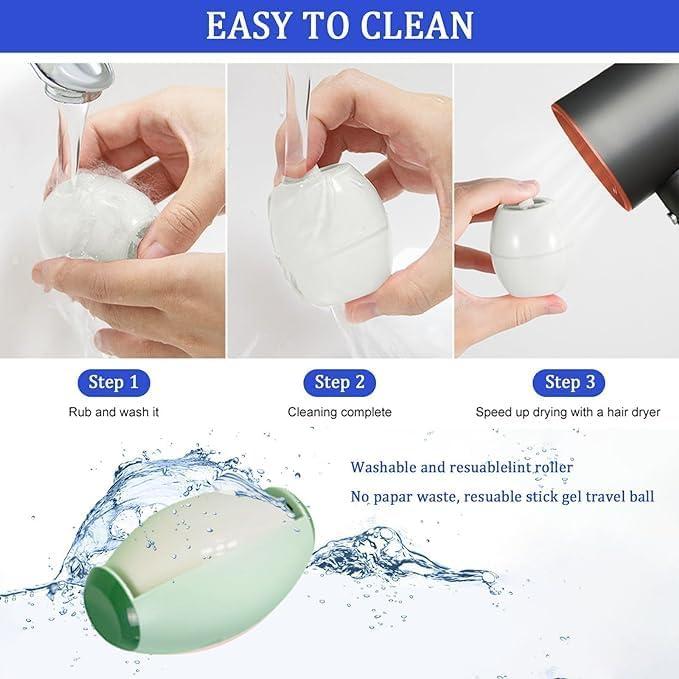 EASY TO CLEAN
Step 1
Rub and wash it
Step 2
Cleaning complete
Step 3
Speed up drying with a hair dryer
Washable and resuablelint roller
No papar waste, resuable stick gel travel ball